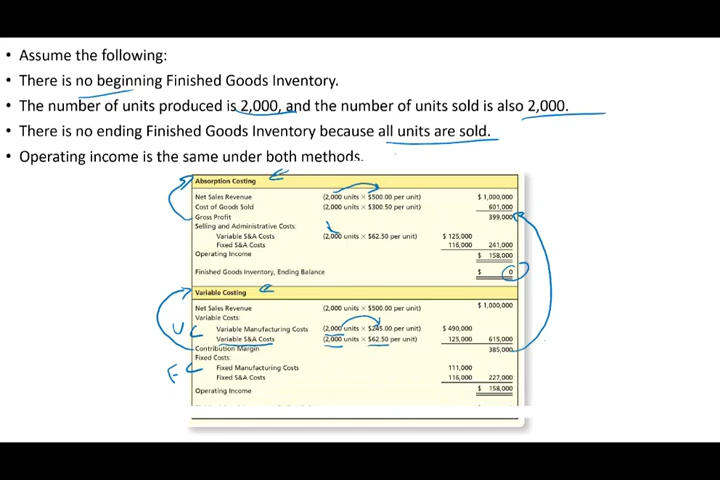 • Assume the following:
• There is no beginning Finished Goods Inventory.
• The number of units produced is 2,000, and the number of units sold is also 2,000.
• There is no ending Finished Goods Inventory because all units are sold.
• Operating income is the same under both methods.
Absorption Costing
Net Sales Revenue (2,000 units × $500.00 per unit) $ 1,000,000
Cost of Goods Sold (2,000 units × $300.50 per unit) 601,000
Gross Profit 399,000
Selling and Administrative Costs:
Variable S&A Costs (2,000 units × $62.50 per unit) $ 125,000
Fixed S&A Costs 116,000 241,000
Operating Income $ 158,000
Finished Goods Inventory, Ending Balance $ 0
Variable Costing
Net Sales Revenue (2,000 units × $500.00 per unit) $ 1,000,000
Variable Costs:
Variable Manufacturing Costs (2,000 units × $245.00 per unit) $ 490,000
Variable S&A Costs (2,000 units × $62.50 per unit) 125,000 615,000
VC
Contribution Margin 385,000
Fixed Costs:
FC
Fixed Manufacturing Costs 111,000
Fixed S&A Costs 116,000 227,000
Operating Income $ 158,000